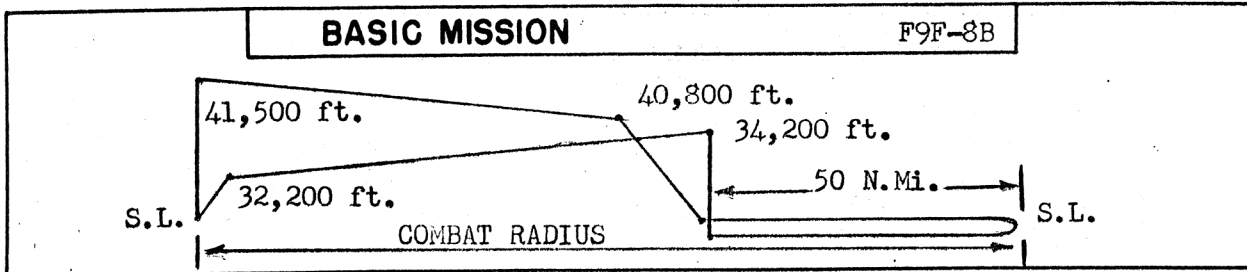 BASIC MISSION F9F-8B
41,500 ft.
40,800 ft.
34,200 ft.
32,200 ft.
50 N.Mi.
S.L.
S.L.
COMBAT RADIUS